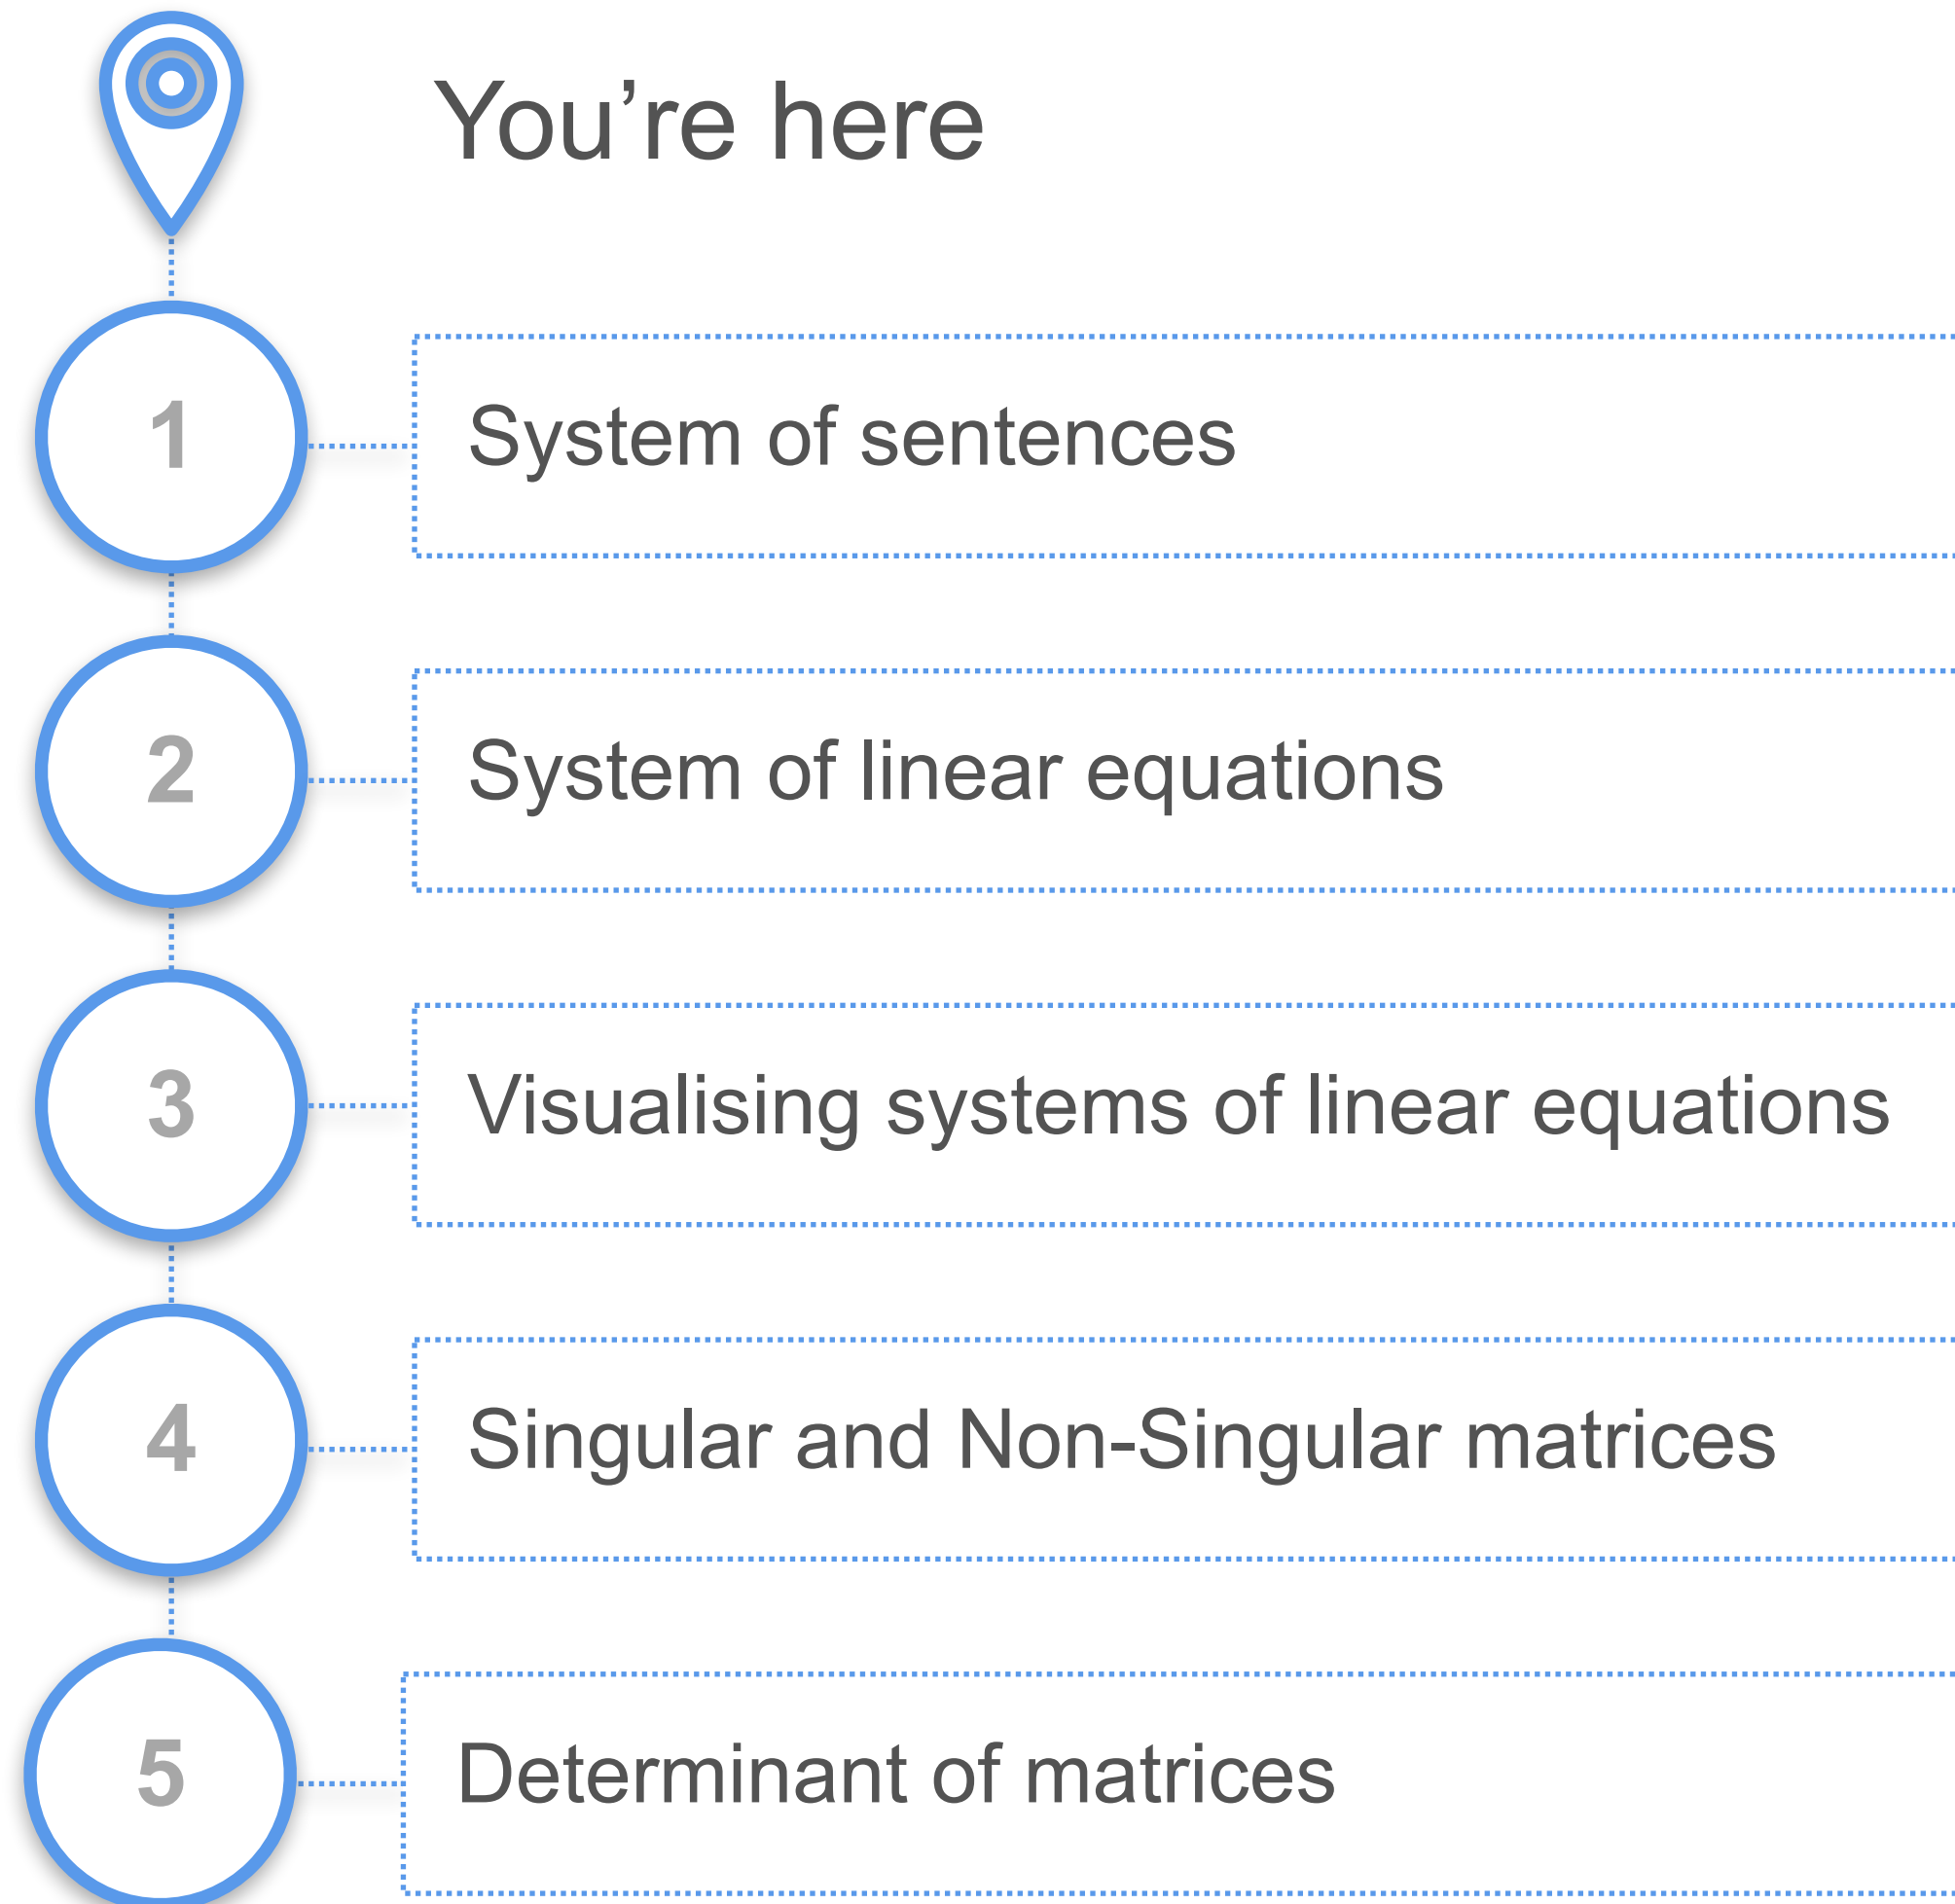 You’re here
1
System of sentences
2
System of linear equations
3
Visualising systems of linear equations
4
Singular and Non-Singular matrices
5
Determinant of matrices